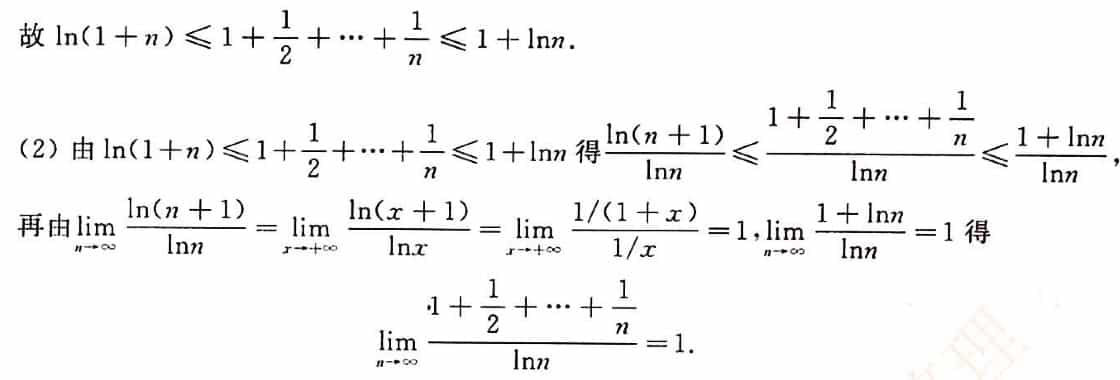 故 ln(1+n) ≤ 1 + 1/2 + ⋯ + 1/n ≤ 1 + lnn.
(2) 由 ln(1+n) ≤ 1 + 1/2 + ⋯ + 1/n ≤ 1 + lnn 得 ln(n+1)/lnn ≤ (1 + 1/2 + ⋯ + 1/n)/lnn ≤ (1 + lnn)/lnn,
再由 lim_{n→∞} ln(n+1)/lnn = lim_{x→+∞} ln(x+1)/lnx = lim_{x→+∞} (1/(1+x))/(1/x) = 1, lim_{n→∞} (1 + lnn)/lnn = 1 得
lim_{n→∞} (1 + 1/2 + ⋯ + 1/n)/lnn = 1.
理